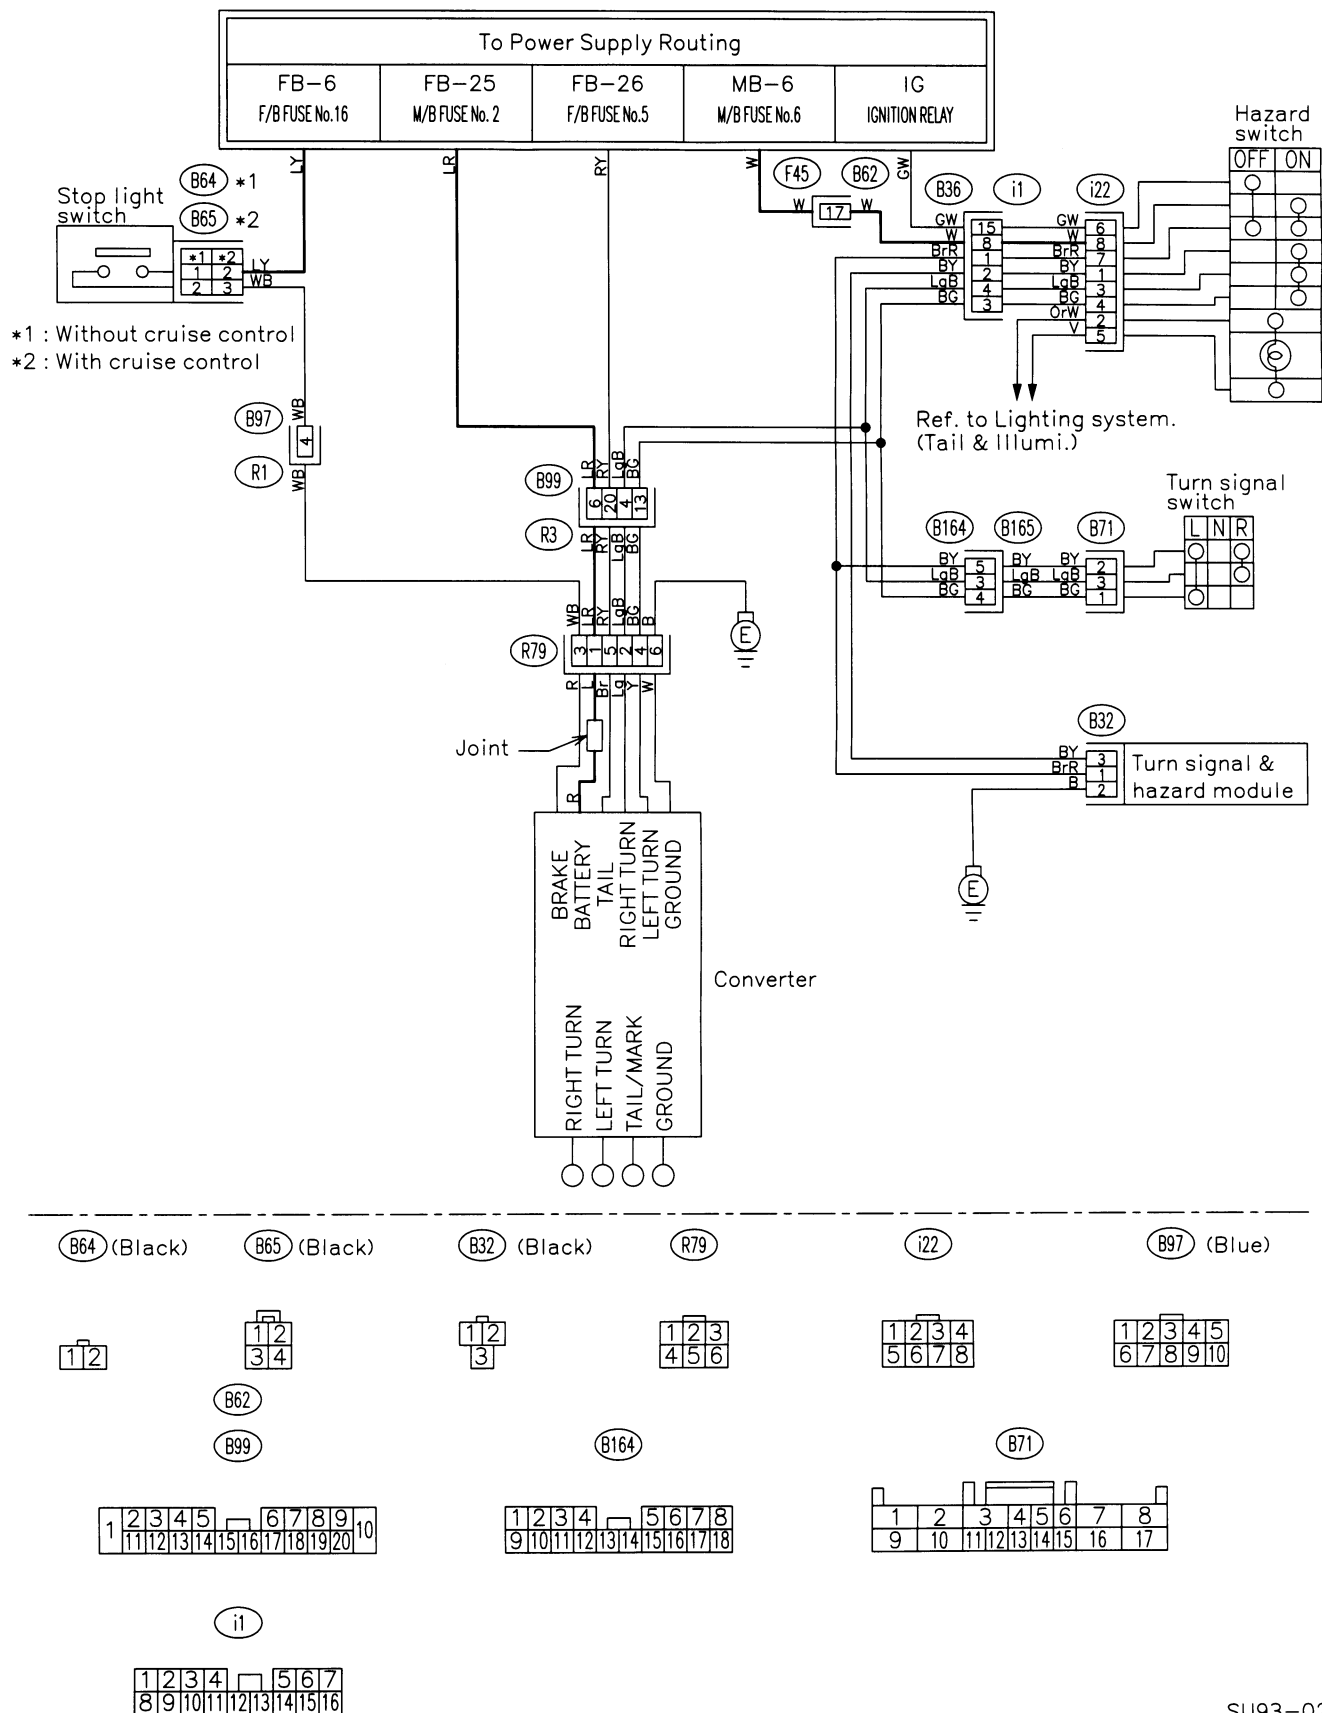 To Power Supply Routing
FB-6 FB-25 FB-26 MB-6 IG
F/B FUSE No.16 M/B FUSE No. 2 F/B FUSE No.5 M/B FUSE No.6 IGNITION RELAY
LY LR RY W GW
Hazard
switch
OFF ON
Stop light
switch
B64 *1
B65 *2
*1 *2
1 2 LY
2 3 WB
*1 : Without cruise control
*2 : With cruise control
F45 B62
W 17 W
B36 i1 i22
GW 15 GW 6
W 8 W 8
BrR 1 BrR 7
BY 2 BY 1
LgB 4 LgB 3
BG 3 BG 4
OrW 2
V 5
Ref. to Lighting system.
(Tail & Illumi.)
B97 WB
4
R1 WB
B99 LR RY LgB BG
6 20 4 13
R3 LR RY LgB BG
Turn signal
switch
L N R
B164 B165 B71
BY 5 BY BY 2
LgB 3 LgB LgB 3
BG 4 BG BG 1
WB LR RY LgB BG B
E
R79 3 1 5 2 4 6
R L Br Lg Y W
Joint
R
B32
BY 3
BrR 1
B 2
Turn signal &
hazard module
E
BRAKE
BATTERY
TAIL
RIGHT TURN
LEFT TURN
GROUND
Converter
RIGHT TURN
LEFT TURN
TAIL/MARK
GROUND
B64 (Black) B65 (Black) B32 (Black) R79 i22 B97 (Blue)
1 2
1 2
3 4
1 2
3
1 2 3
4 5 6
1 2 3 4
5 6 7 8
1 2 3 4 5
6 7 8 9 10
B62
B99 B164 B71
1 2 3 4 5 6 7 8 9 10
11 12 13 14 15 16 17 18 19 20
1 2 3 4 5 6 7 8
9 10 11 12 13 14 15 16 17 18
1 2 3 4 5 6 7 8
9 10 11 12 13 14 15 16 17
i1
1 2 3 4 5 6 7
8 9 10 11 12 13 14 15 16
SU93-02